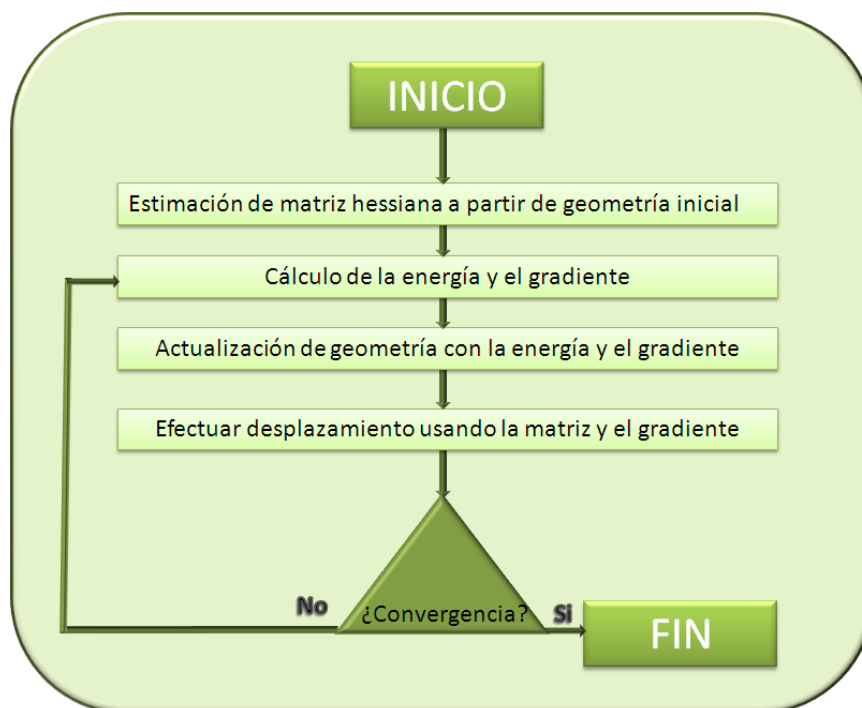 INICIO
Estimación de matriz hessiana a partir de geometría inicial
Cálculo de la energía y el gradiente
Actualización de geometría con la energía y el gradiente
Efectuar desplazamiento usando la matriz y el gradiente
No
¿Convergencia?
Si
FIN